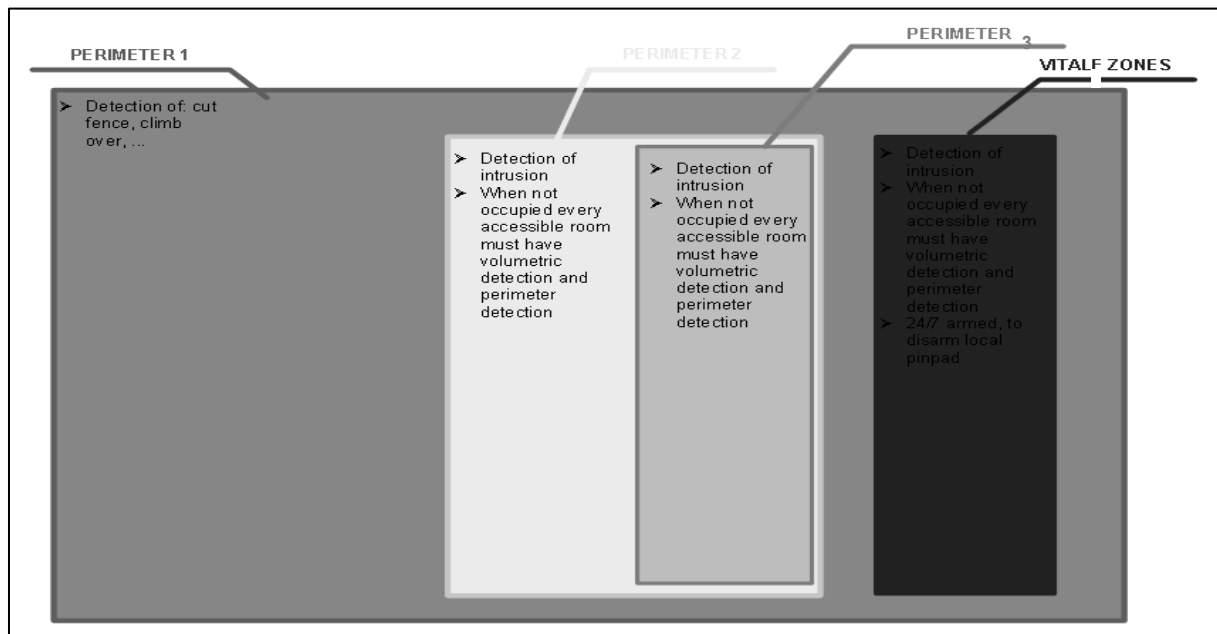 PERIMETER 1
PERIMETER 2
PERIMETER 3
VITALE ZONES
➤ Detection of: cut
fence, climb
over, ...
➤ Detection of
intrusion
➤ When not
occupied every
accessible room
must have
volumetric
detection and
perimeter
detection
➤ Detection of
intrusion
➤ When not
occupied every
accessible room
must have
volumetric
detection and
perimeter
detection
➤ Detection of
intrusion
➤ When not
occupied every
accessible room
must have
volumetric
detection and
perimeter
detection
➤ 24/7 armed, to
disarm local
pinpad